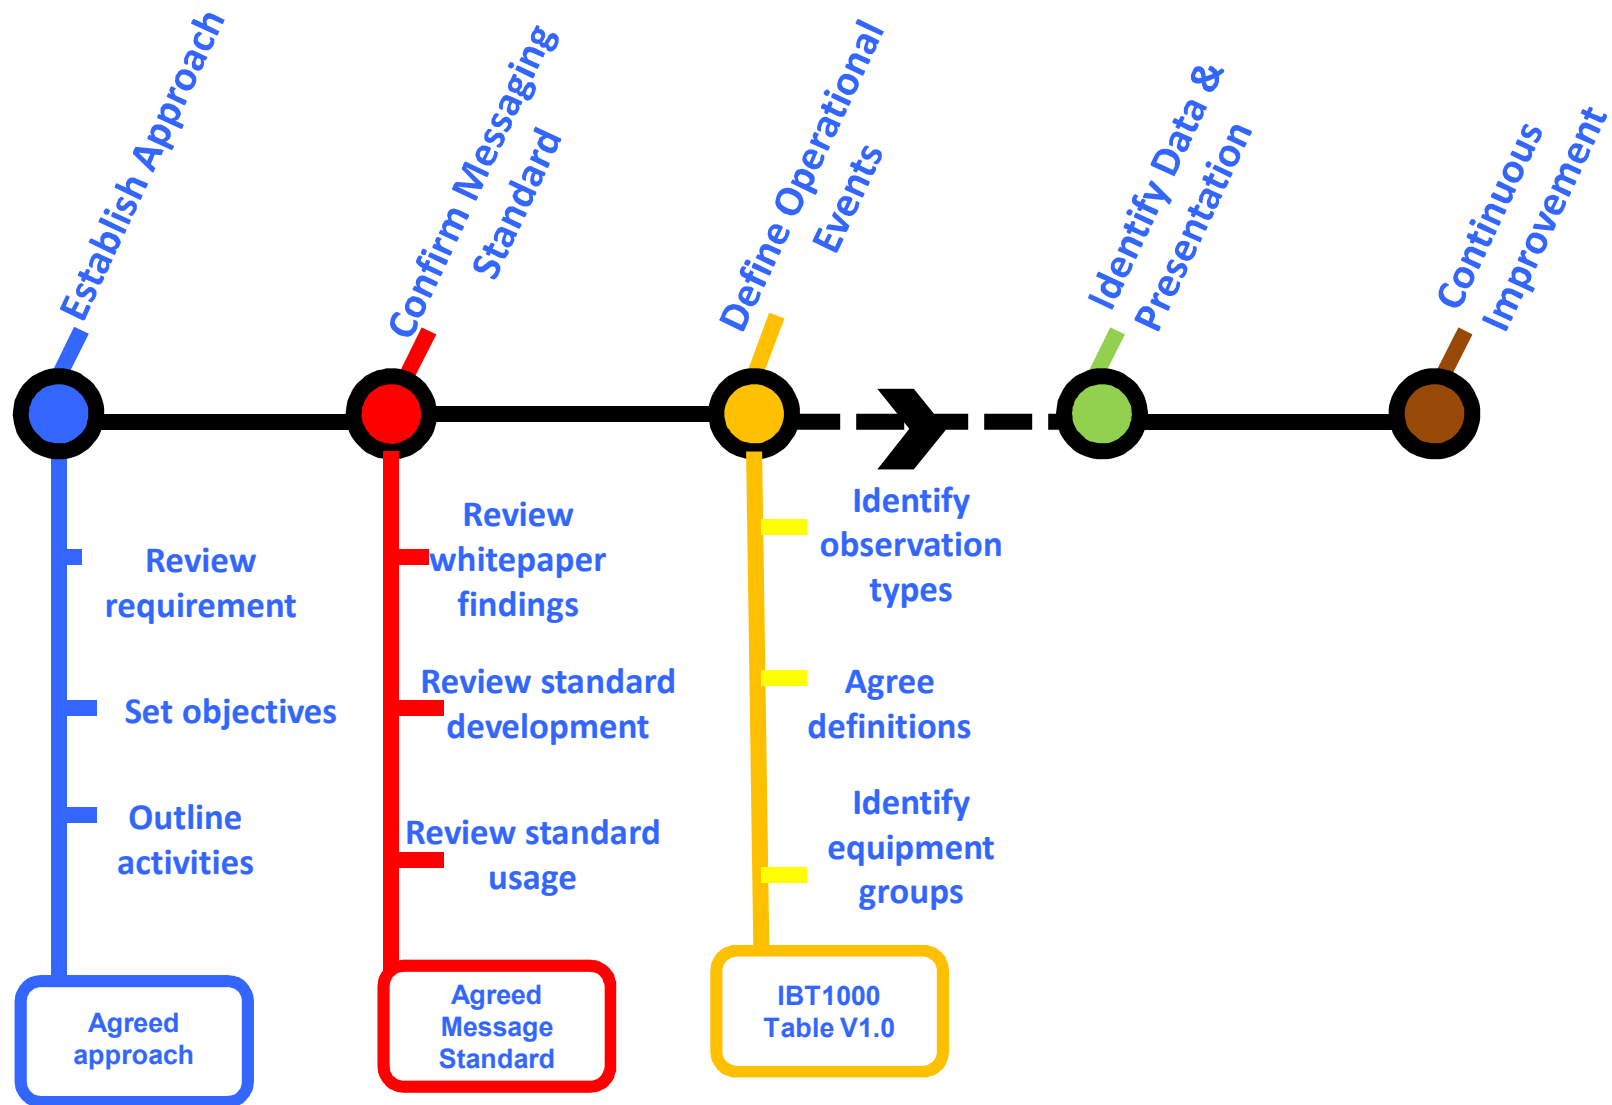 Establish Approach
Confirm Messaging
Standard
Define Operational
Events
Identify Data &
Presentation
Continuous
Improvement
Review
requirement
Set objectives
Outline
activities
Agreed
approach
Review
whitepaper
findings
Review standard
development
Review standard
usage
Agreed
Message
Standard
Identify
observation
types
Agree
definitions
Identify
equipment
groups
IBT1000
Table V1.0